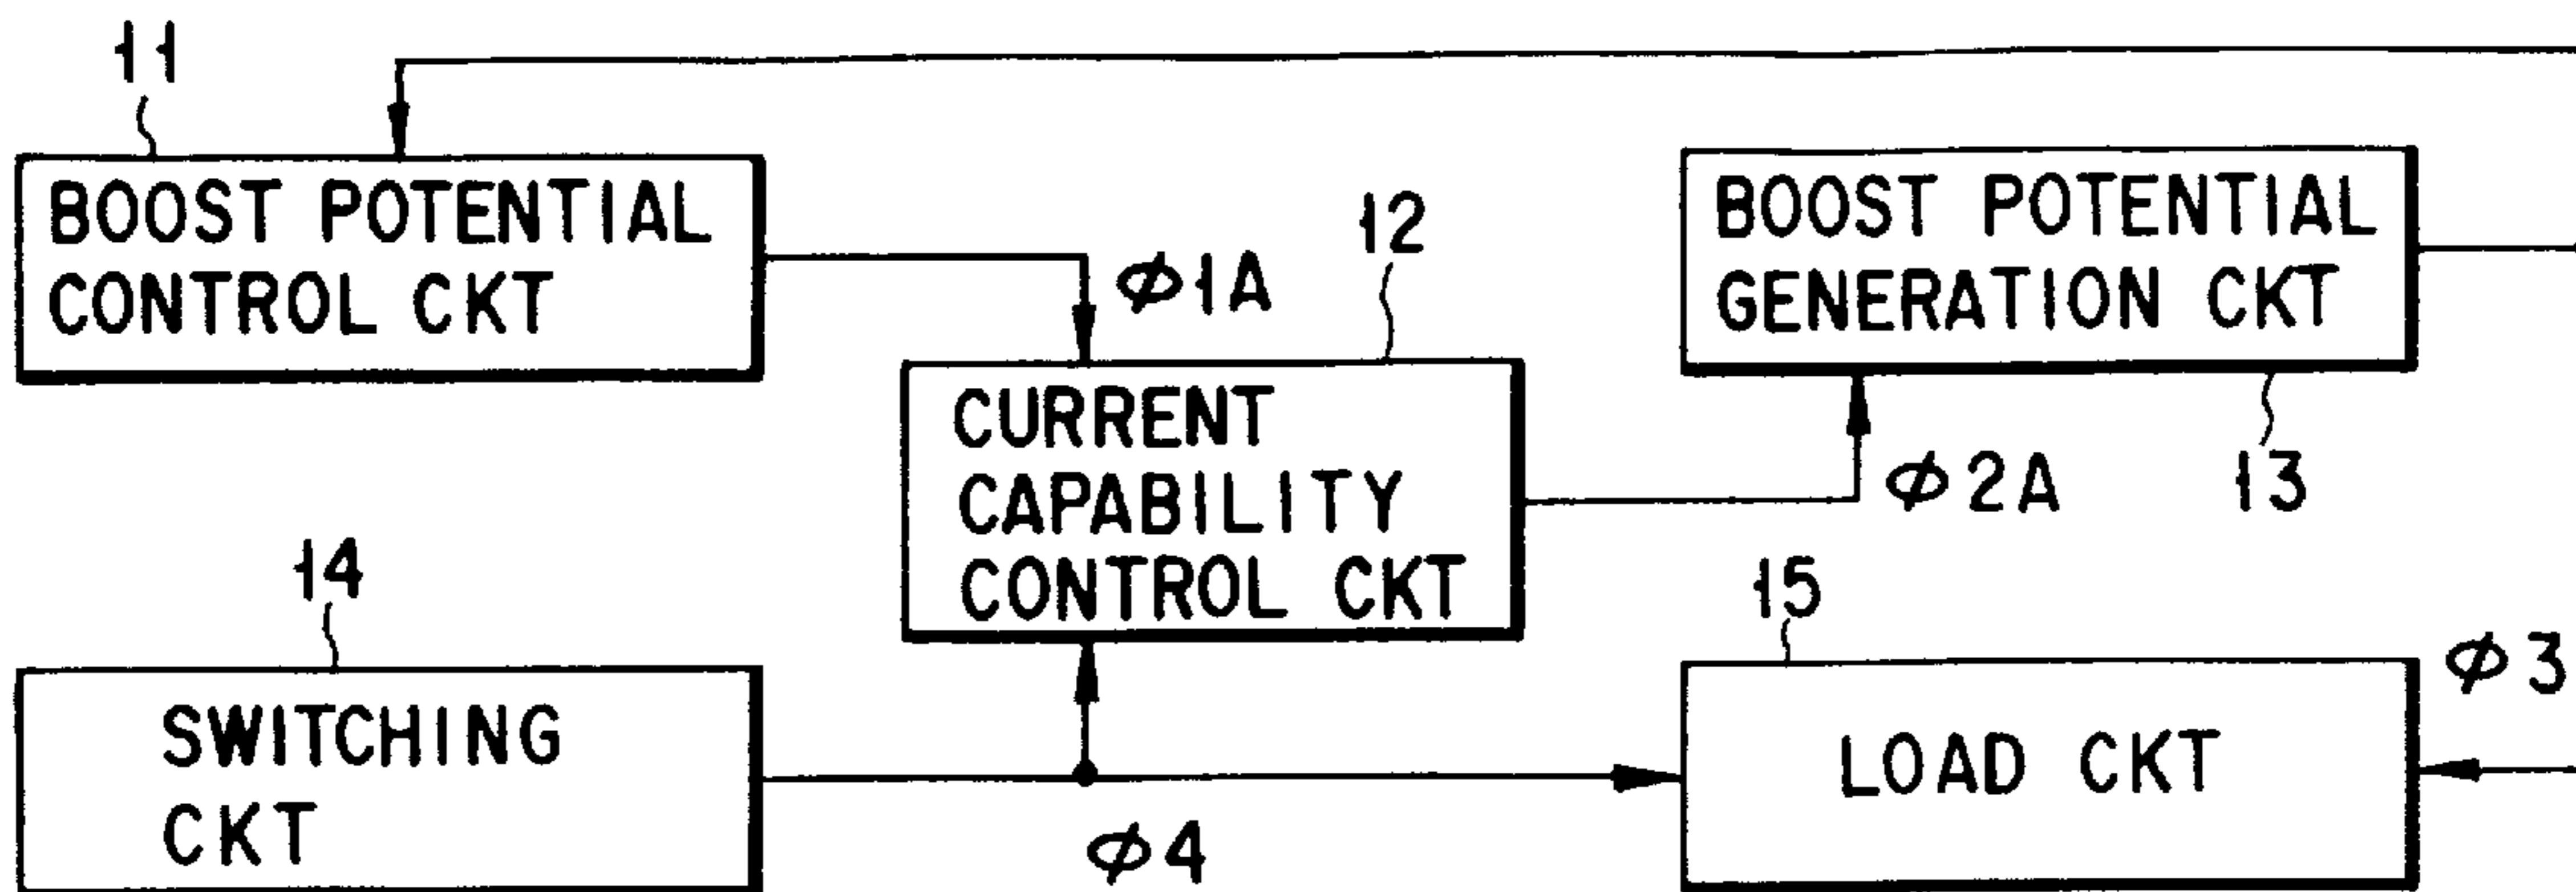 11
BOOST POTENTIAL
CONTROL CKT
ϕ1A
12
CURRENT
CAPABILITY
CONTROL CKT
BOOST POTENTIAL
GENERATION CKT
ϕ2A
13
14
SWITCHING
CKT
ϕ4
15
LOAD CKT
ϕ3